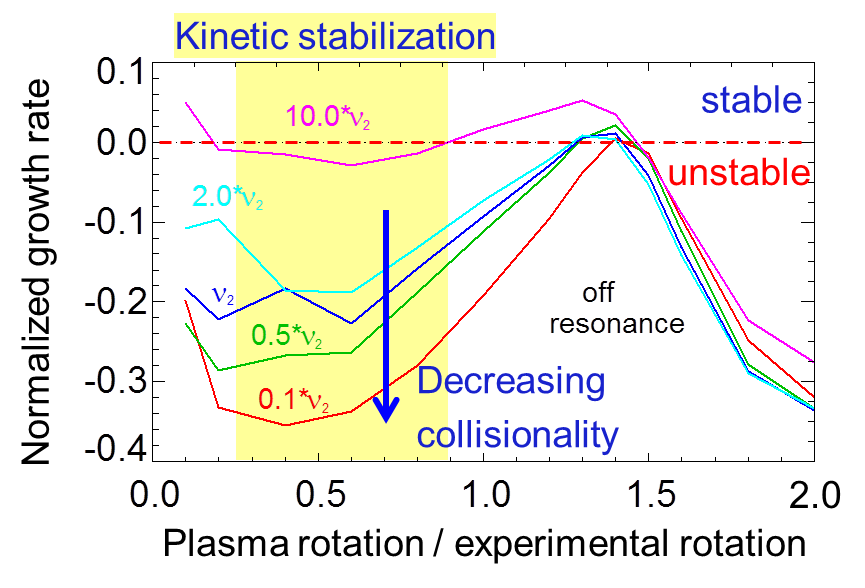 Kinetic stabilization
0.1
0.0
-0.1
-0.2
-0.3
-0.4
Normalized growth rate
stable
unstable
10.0*ν₂
2.0*ν₂
ν₂
0.5*ν₂
0.1*ν₂
off
resonance
Decreasing
collisionality
0.0 0.5 1.0 1.5 2.0
Plasma rotation / experimental rotation